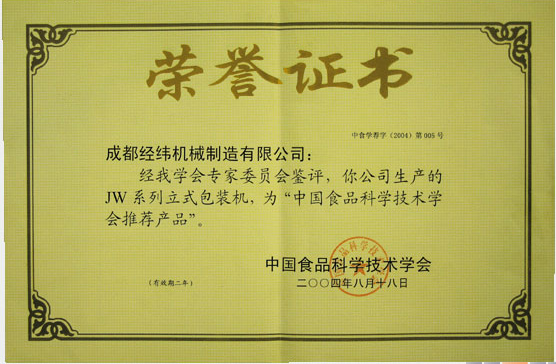 荣誉证书
中食学荐字(2004)第005号
成都经纬机械制造有限公司:
经我学会专家委员会鉴评，你公司生产的
JW系列立式包装机，为“中国食品科学技术学
会推荐产品”。
中国食品科学技术学会
(有效期二年)
二〇〇四年八月十八日